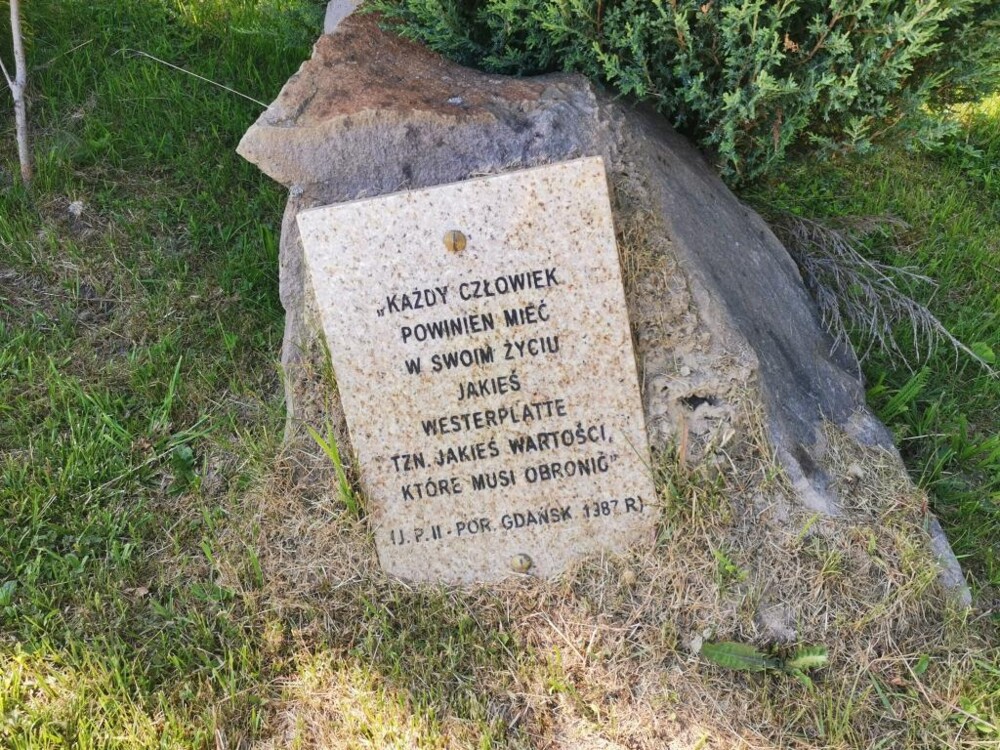 „KAŻDY CZŁOWIEK
POWINIEN MIEĆ
W SWOIM ŻYCIU
JAKIEŚ
WESTERPLATTE
TZN. JAKIEŚ WARTOŚCI,
KTÓRE MUSI OBRONIĆ"
(J. P. II - POR. GDAŃSK 1987 R)